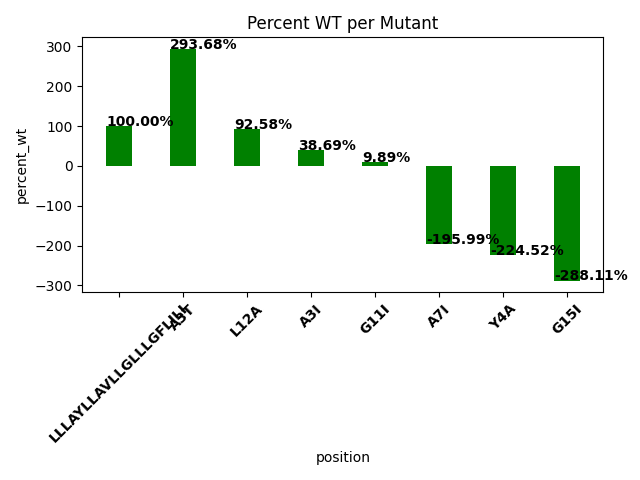 Percent WT per Mutant
percent_wt
300
200
100
0
−100
−200
−300
100.00%
293.68%
92.58%
38.69%
9.89%
-195.99%
-224.52%
-288.11%
A3T
L12A
A3I
G11I
A7I
Y4A
G15I
position